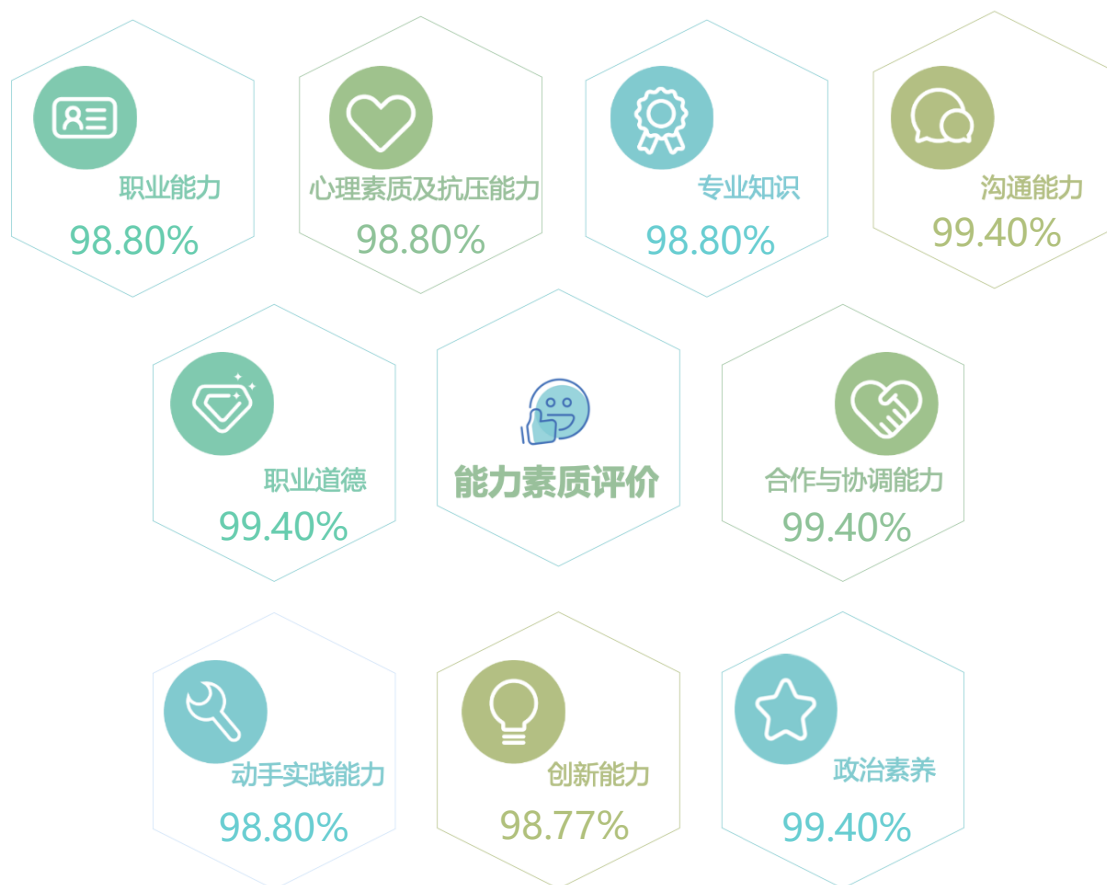 职业能力
98.80%
心理素质及抗压能力
98.80%
专业知识
98.80%
沟通能力
99.40%
职业道德
99.40%
能力素质评价
合作与协调能力
99.40%
动手实践能力
98.80%
创新能力
98.77%
政治素养
99.40%